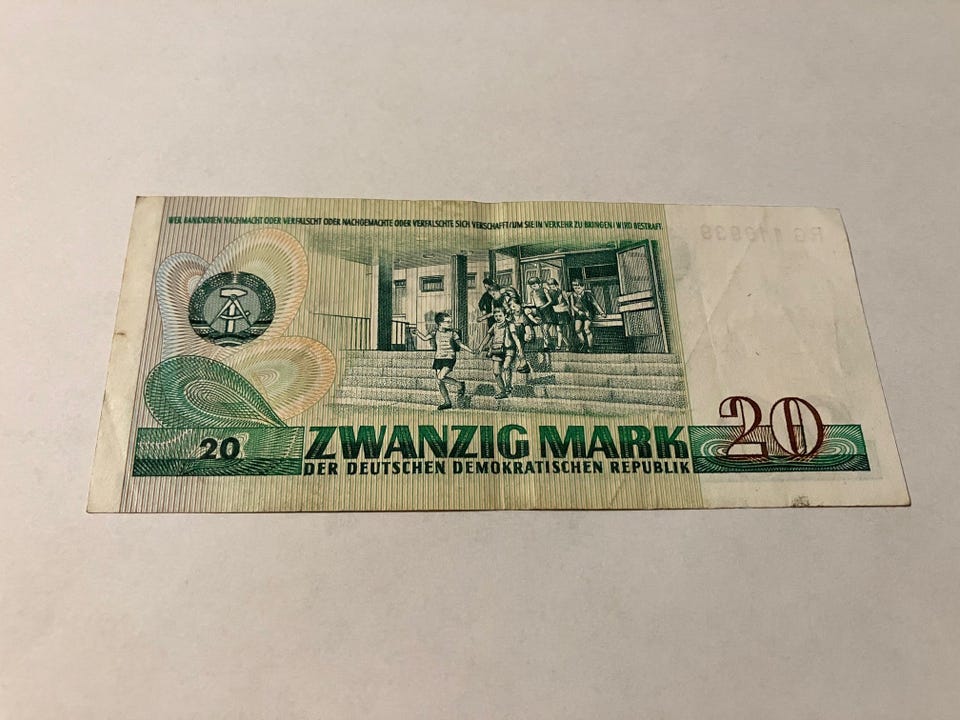 WER BANKNOTEN NACHMACHT ODER VERFÄLSCHT ODER NACHGEMACHTE ODER VERFÄLSCHTE SICH VERSCHAFFT UM SIE IN VERKEHR ZU BRINGEN WIRD BESTRAFT.
20
ZWANZIG MARK
DER DEUTSCHEN DEMOKRATISCHEN REPUBLIK
20